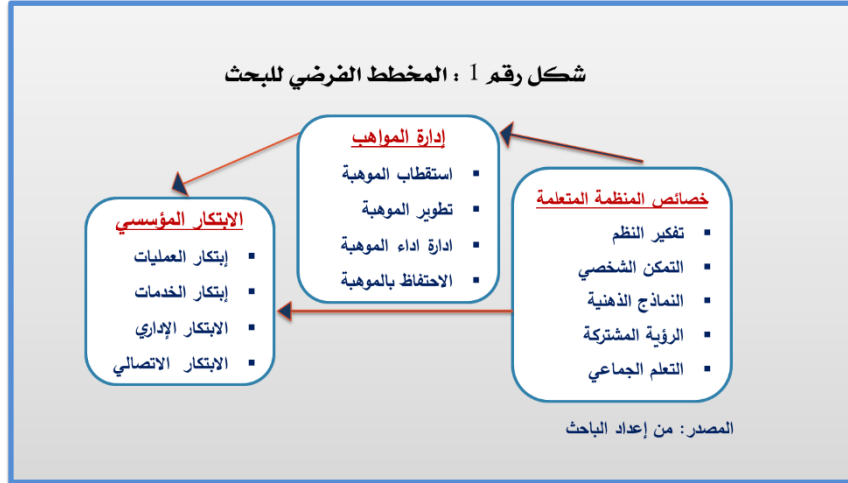 شكل رقم 1 : المخطط الفرضي للبحث
خصائص المنظمة المتعلمة
▪ تفكير النظم
▪ التمكن الشخصي
▪ النماذج الذهنية
▪ الرؤية المشتركة
▪ التعلم الجماعي
إدارة المواهب
▪ استقطاب الموهبة
▪ تطوير الموهبة
▪ ادارة اداء الموهبة
▪ الاحتفاظ بالموهبة
الابتكار المؤسسي
▪ إبتكار العمليات
▪ إبتكار الخدمات
▪ الابتكار الإداري
▪ الابتكار الاتصالي
المصدر: من إعداد الباحث